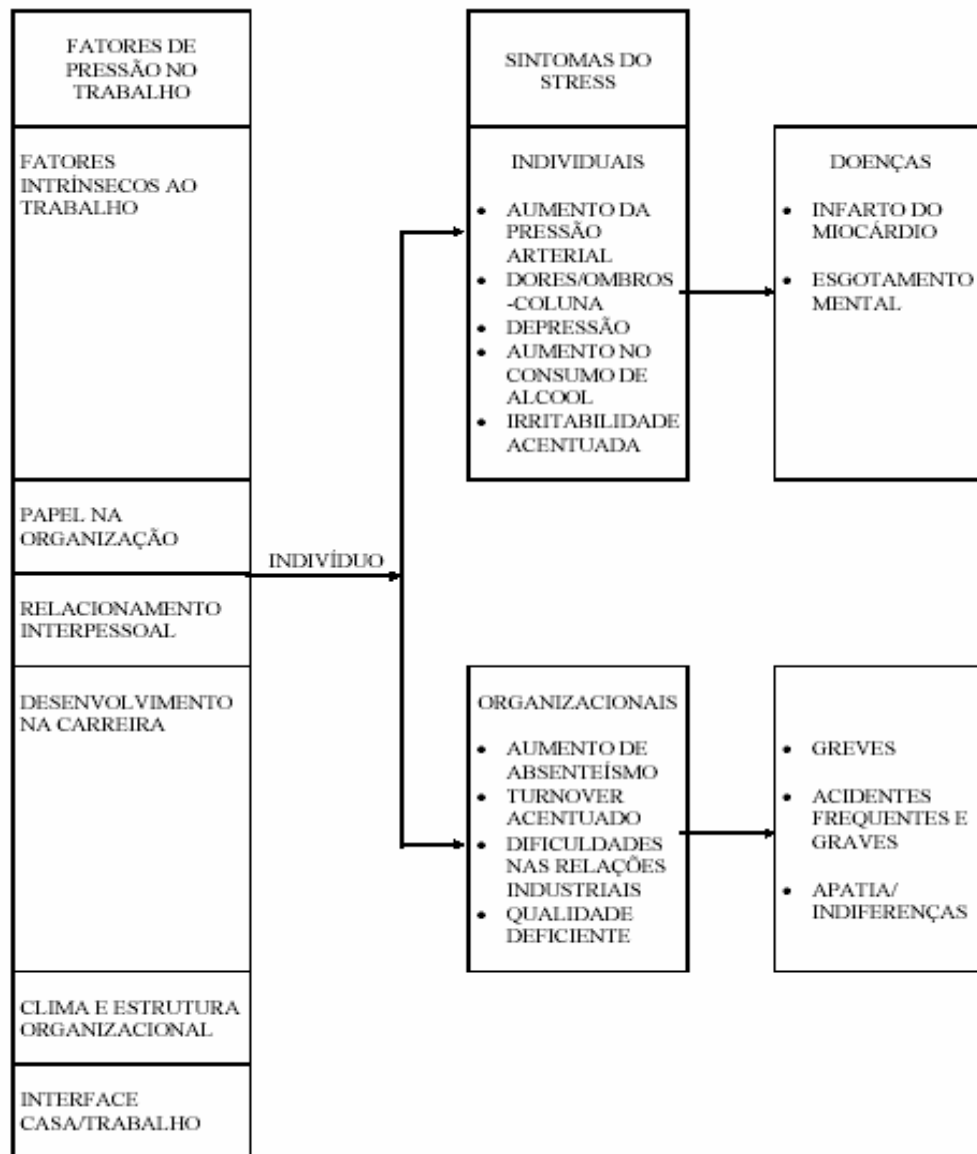 FATORES DE
PRESSÃO NO
TRABALHO
FATORES
INTRÍNSECOS AO
TRABALHO
PAPEL NA
ORGANIZAÇÃO
RELACIONAMENTO
INTERPESSOAL
DESENVOLVIMENTO
NA CARREIRA
CLIMA E ESTRUTURA
ORGANIZACIONAL
INTERFACE
CASA/TRABALHO
INDIVÍDUO
SINTOMAS DO
STRESS
INDIVIDUAIS
• AUMENTO DA
PRESSÃO
ARTERIAL
• DORES/OMBROS
-COLUNA
• DEPRESSÃO
• AUMENTO NO
CONSUMO DE
ALCOOL
• IRRITABILIDADE
ACENTUADA
DOENÇAS
• INFARTO DO
MIOCÁRDIO
• ESGOTAMENTO
MENTAL
ORGANIZACIONAIS
• AUMENTO DE
ABSENTEÍSMO
• TURNOVER
ACENTUADO
• DIFICULDADES
NAS RELAÇÕES
INDUSTRIAIS
• QUALIDADE
DEFICIENTE
• GREVES
• ACIDENTES
FREQUENTES E
GRAVES
• APATIA/
INDIFERENÇAS